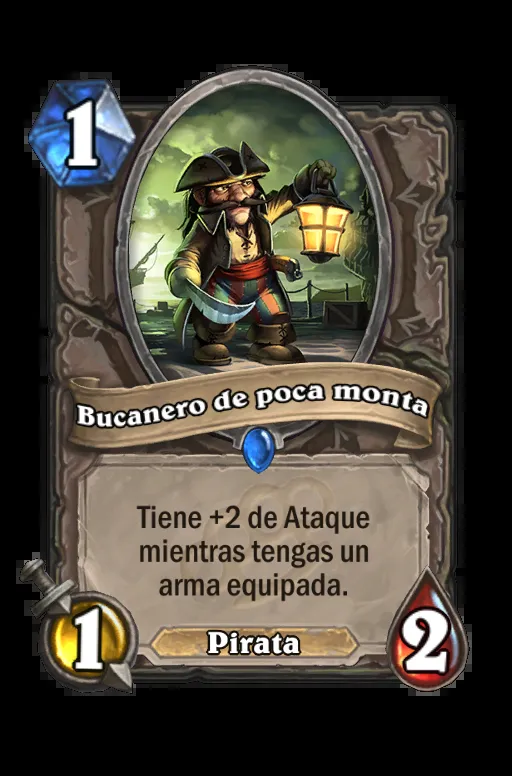 1
Bucanero de poca monta
Tiene +2 de Ataque
mientras tengas un
arma equipada.
1
Pirata
2